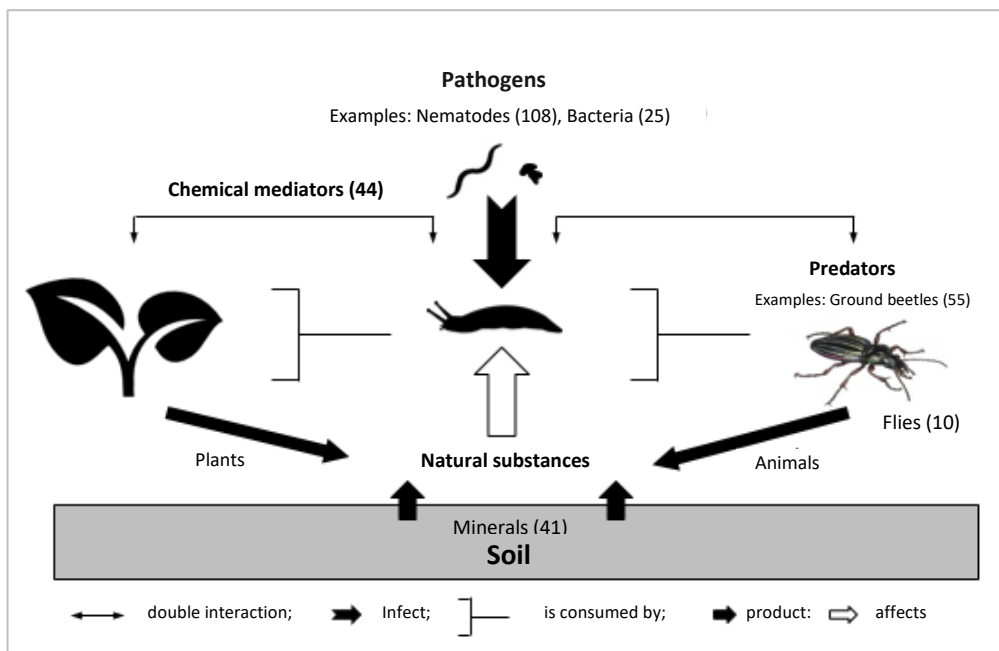 Pathogens
Examples: Nematodes (108), Bacteria (25)
Chemical mediators (44)
Predators
Examples: Ground beetles (55)
Flies (10)
Plants
Natural substances
Animals
Minerals (41)
Soil
double interaction;
Infect;
is consumed by;
product:
affects